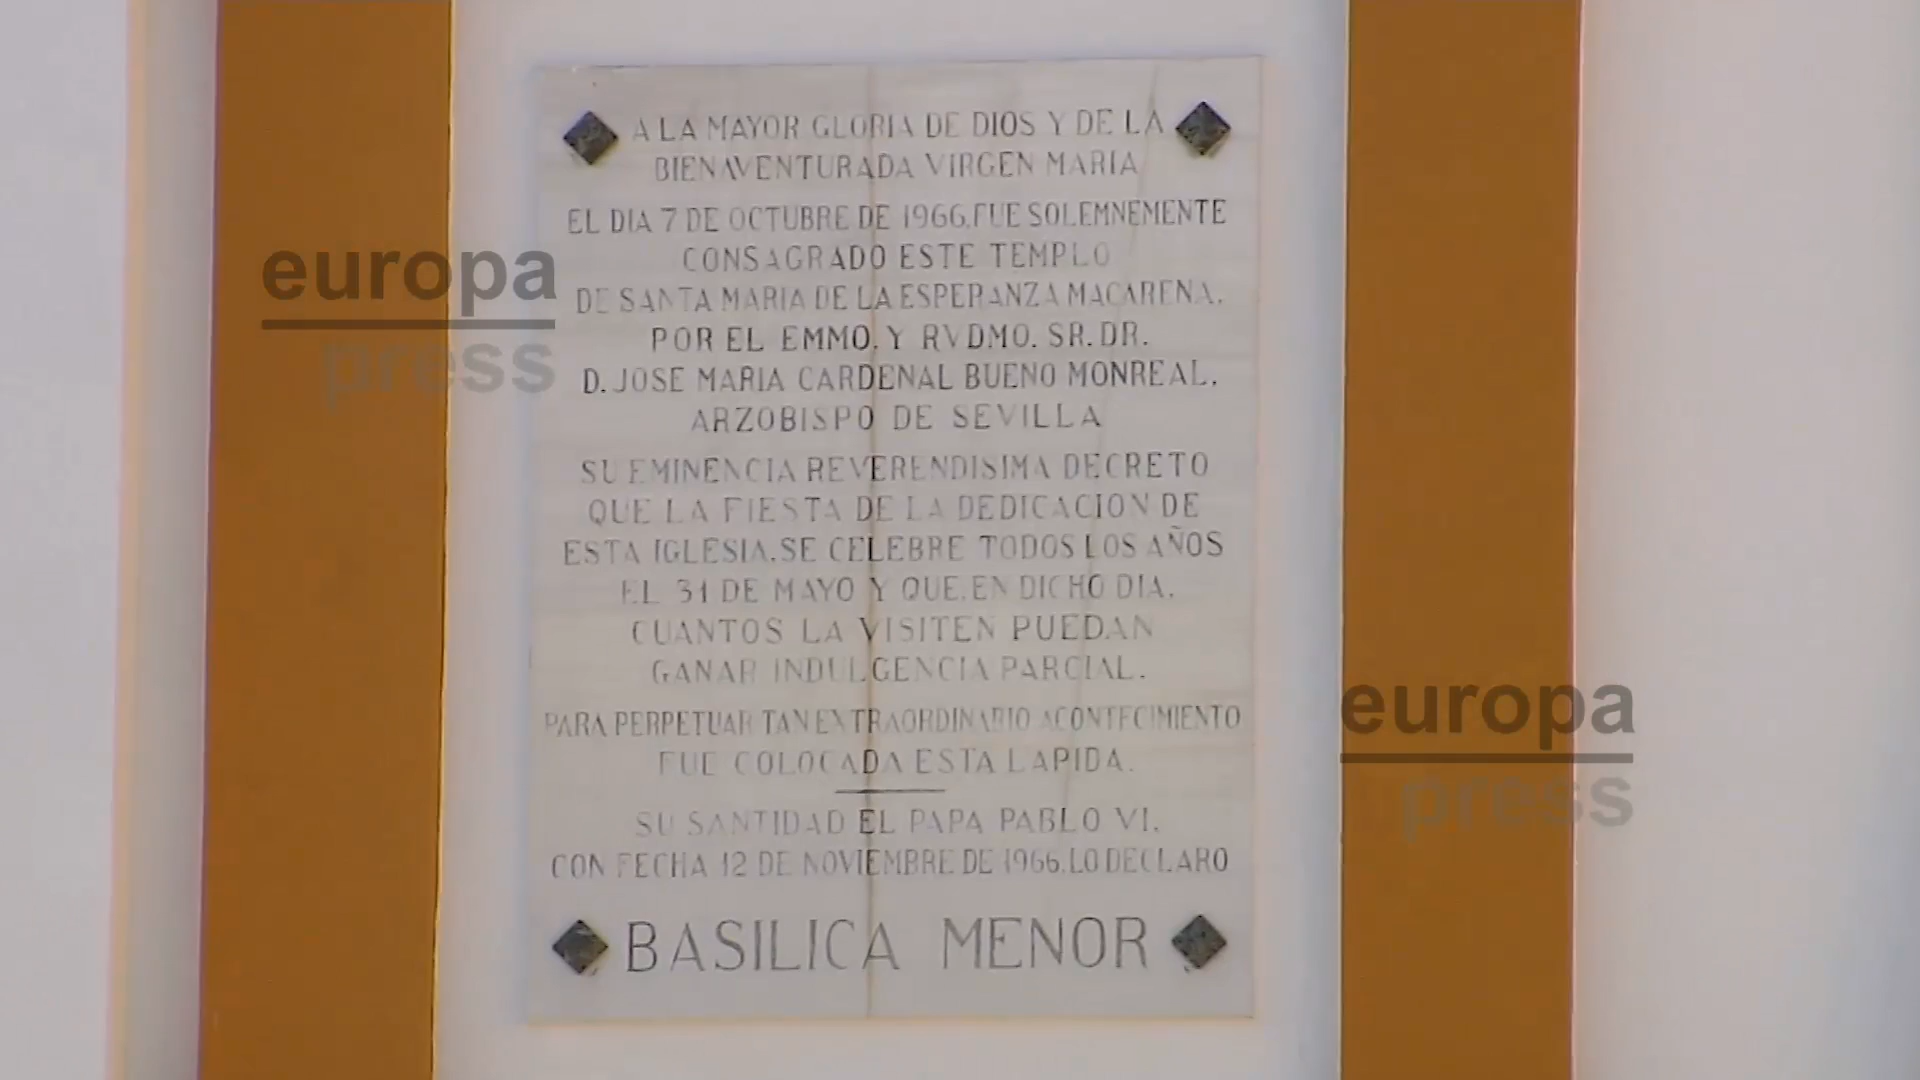 A LA MAYOR GLORIA DE DIOS Y DE LA
BIENAVENTURADA VIRGEN MARIA
EL DIA 7 DE OCTUBRE DE 1966, FUE SOLEMNEMENTE
CONSAGRADO ESTE TEMPLO
DE SANTA MARIA DE LA ESPERANZA MACARENA,
POR EL EMMO. Y RVDMO. SR. DR.
D. JOSE MARIA CARDENAL BUENO MONREAL,
ARZOBISPO DE SEVILLA
SU EMINENCIA REVERENDISIMA DECRETO
QUE LA FIESTA DE LA DEDICACION DE
ESTA IGLESIA, SE CELEBRE TODOS LOS AÑOS
EL 31 DE MAYO Y QUE, EN DICHO DIA,
CUANTOS LA VISITEN PUEDAN
GANAR INDULGENCIA PARCIAL.
PARA PERPETUAR TAN EXTRAORDINARIO ACONTECIMIENTO
FUE COLOCADA ESTA LAPIDA.
SU SANTIDAD EL PAPA PABLO VI,
CON FECHA 12 DE NOVIEMBRE DE 1966, LO DECLARO
BASILICA MENOR
europa
press
europa
press